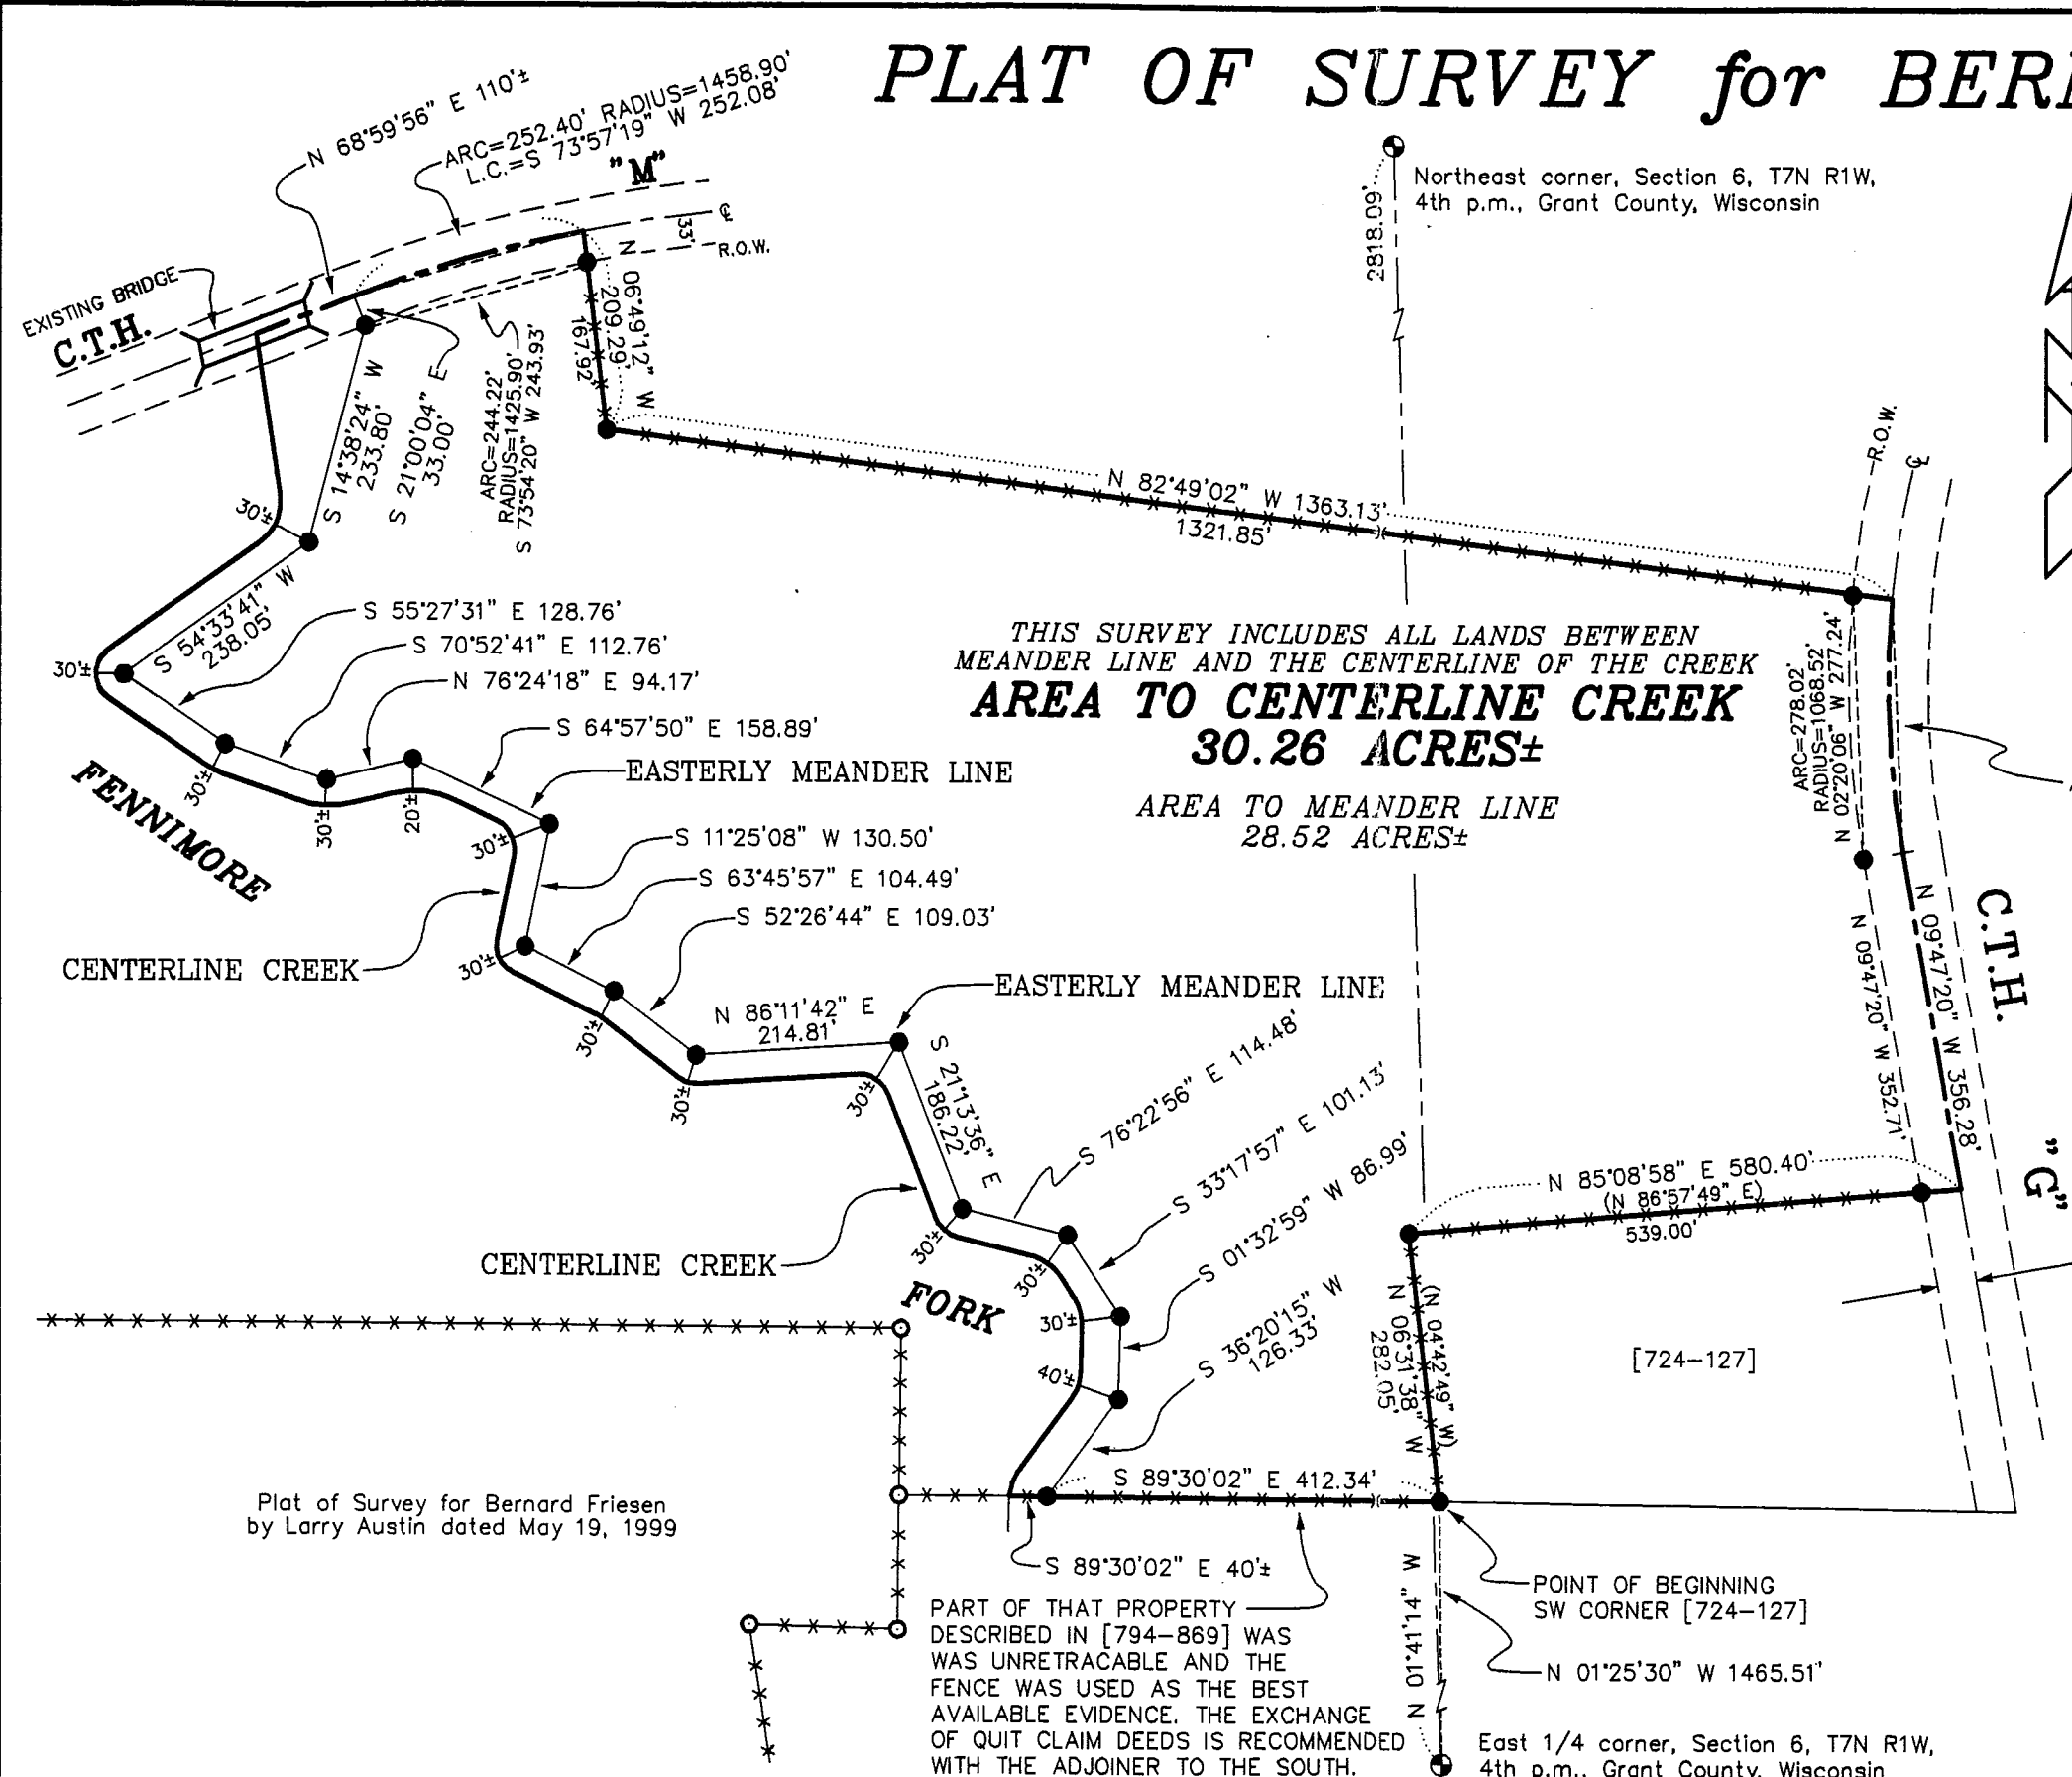 PLAT OF SURVEY for BER
N 68°59'56" E 110'±
ARC=252.40' RADIUS=1458.90'
L.C.=S 73°57'19" W 252.08'
"M"
℄
33'
R.O.W.
EXISTING BRIDGE
C.T.H.
Northeast corner, Section 6, T7N R1W,
4th p.m., Grant County, Wisconsin
2818.09'
N 06°49'12" W
209.29'
167.92'
S 14°38'24" W
233.80'
S 21°00'04" E
33.00'
ARC=244.22'
RADIUS=1425.90'
S 73°54'20" W 243.93'
30'±
N 82°49'02" W 1363.13'
1321.85'
R.O.W.
℄
S 54°33'41" W
238.05'
30'±
S 55°27'31" E 128.76'
S 70°52'41" E 112.76'
N 76°24'18" E 94.17'
S 64°57'50" E 158.89'
EASTERLY MEANDER LINE
THIS SURVEY INCLUDES ALL LANDS BETWEEN
MEANDER LINE AND THE CENTERLINE OF THE CREEK
AREA TO CENTERLINE CREEK
30.26 ACRES±
AREA TO MEANDER LINE
28.52 ACRES±
ARC=278.02'
RADIUS=1068.52'
N 02°20'06" W 277.24'
FENNIMORE
30'±
30'±
20'±
30'±
S 11°25'08" W 130.50'
S 63°45'57" E 104.49'
S 52°26'44" E 109.03'
CENTERLINE CREEK
30'±
30'±
N 86°11'42" E
214.81'
EASTERLY MEANDER LINE
30'±
30'±
S 21°13'36" E
186.22'
S 76°22'56" E 114.48'
S 33°17'57" E 101.13'
S 01°32'59" W 86.99'
S 36°20'15" W
126.33'
N 09°47'20" W 352.71'
N 09°47'20" W 356.28'
C.T.H.
"G"
N 85°08'58" E 580.40'
(N 86°57'49" E)
539.00'
CENTERLINE CREEK
30'±
30'±
30'±
40'±
FORK
(N 04°42'49" W)
N 06°31'38" W
282.05'
[724-127]
S 89°30'02" E 412.34'
Plat of Survey for Bernard Friesen
by Larry Austin dated May 19, 1999
S 89°30'02" E 40'±
PART OF THAT PROPERTY
DESCRIBED IN [794-869] WAS
WAS UNRETRACABLE AND THE
FENCE WAS USED AS THE BEST
AVAILABLE EVIDENCE. THE EXCHANGE
OF QUIT CLAIM DEEDS IS RECOMMENDED
WITH THE ADJOINER TO THE SOUTH.
N 01°41'14" W
POINT OF BEGINNING
SW CORNER [724-127]
N 01°25'30" W 1465.51'
East 1/4 corner, Section 6, T7N R1W,
4th p.m., Grant County, Wisconsin